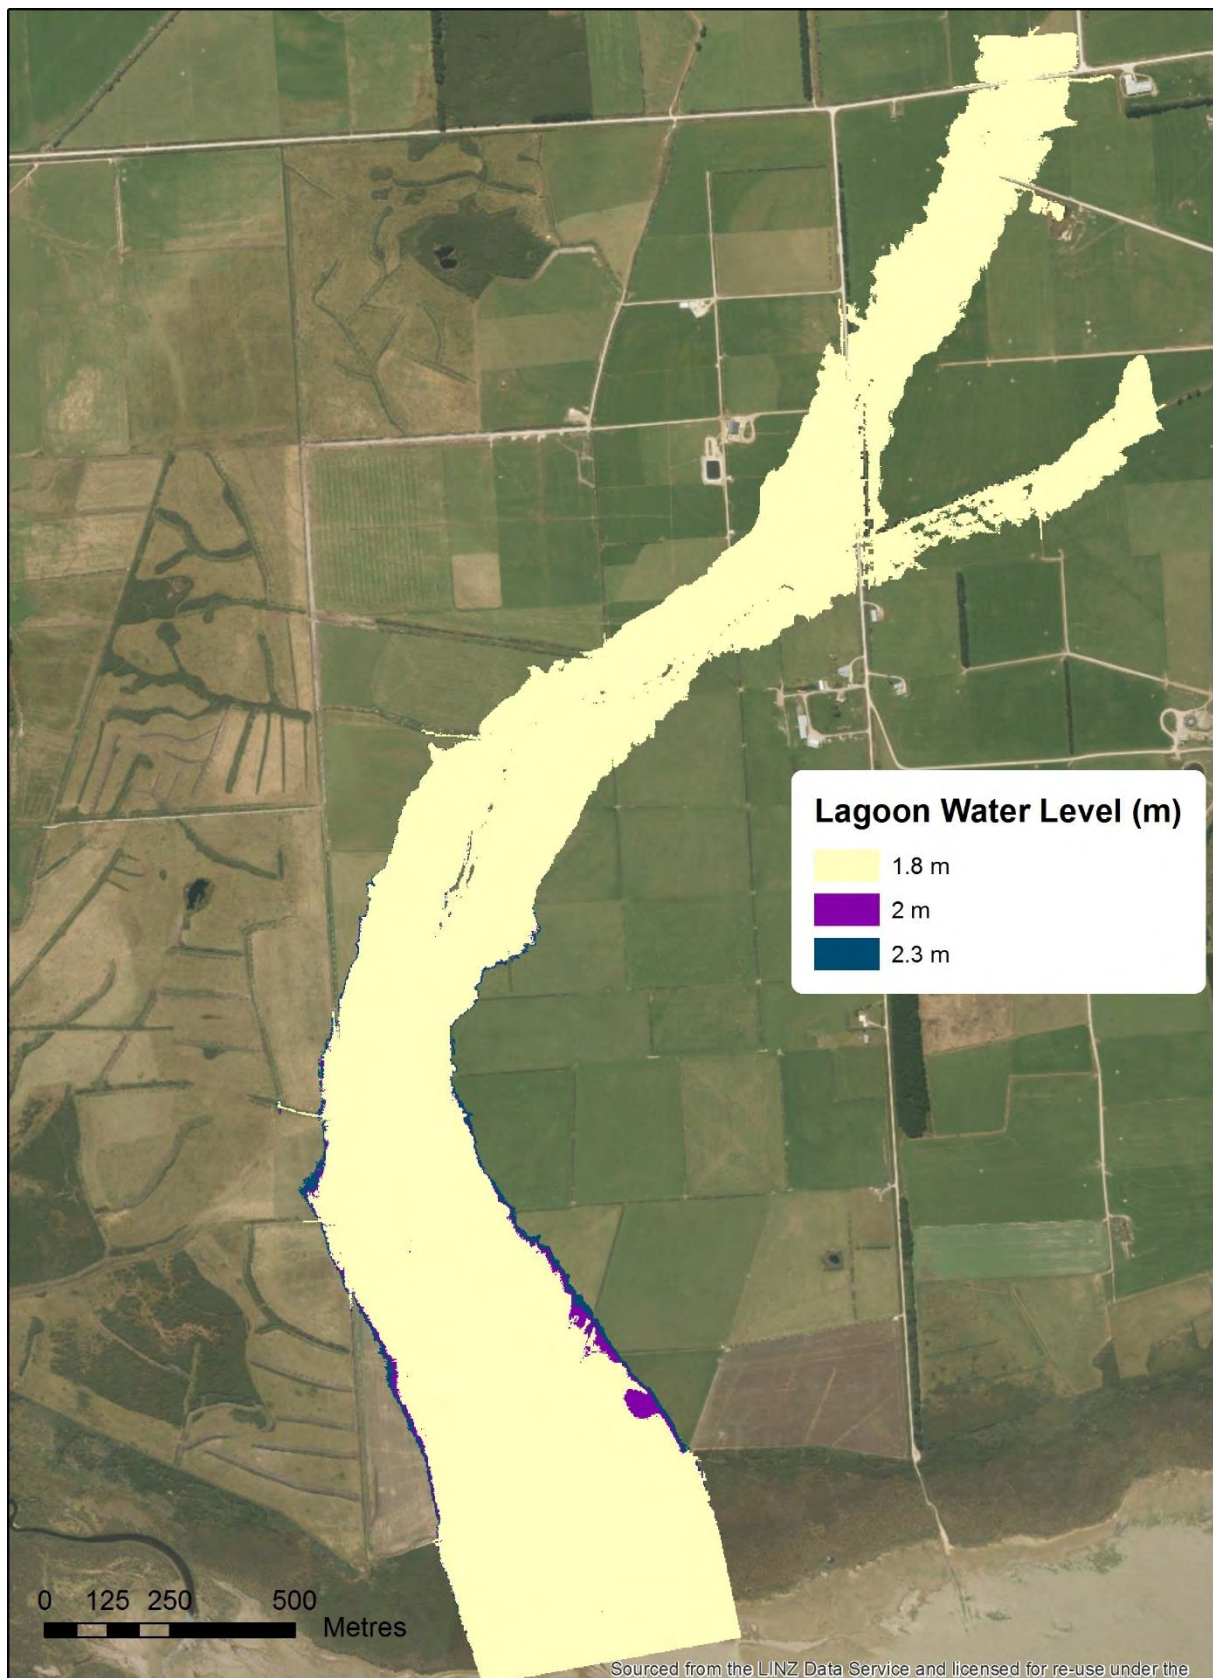 Lagoon Water Level (m)
1.8 m
2 m
2.3 m
0 125 250 500
Metres
Sourced from the LINZ Data Service and licensed for re-use under the